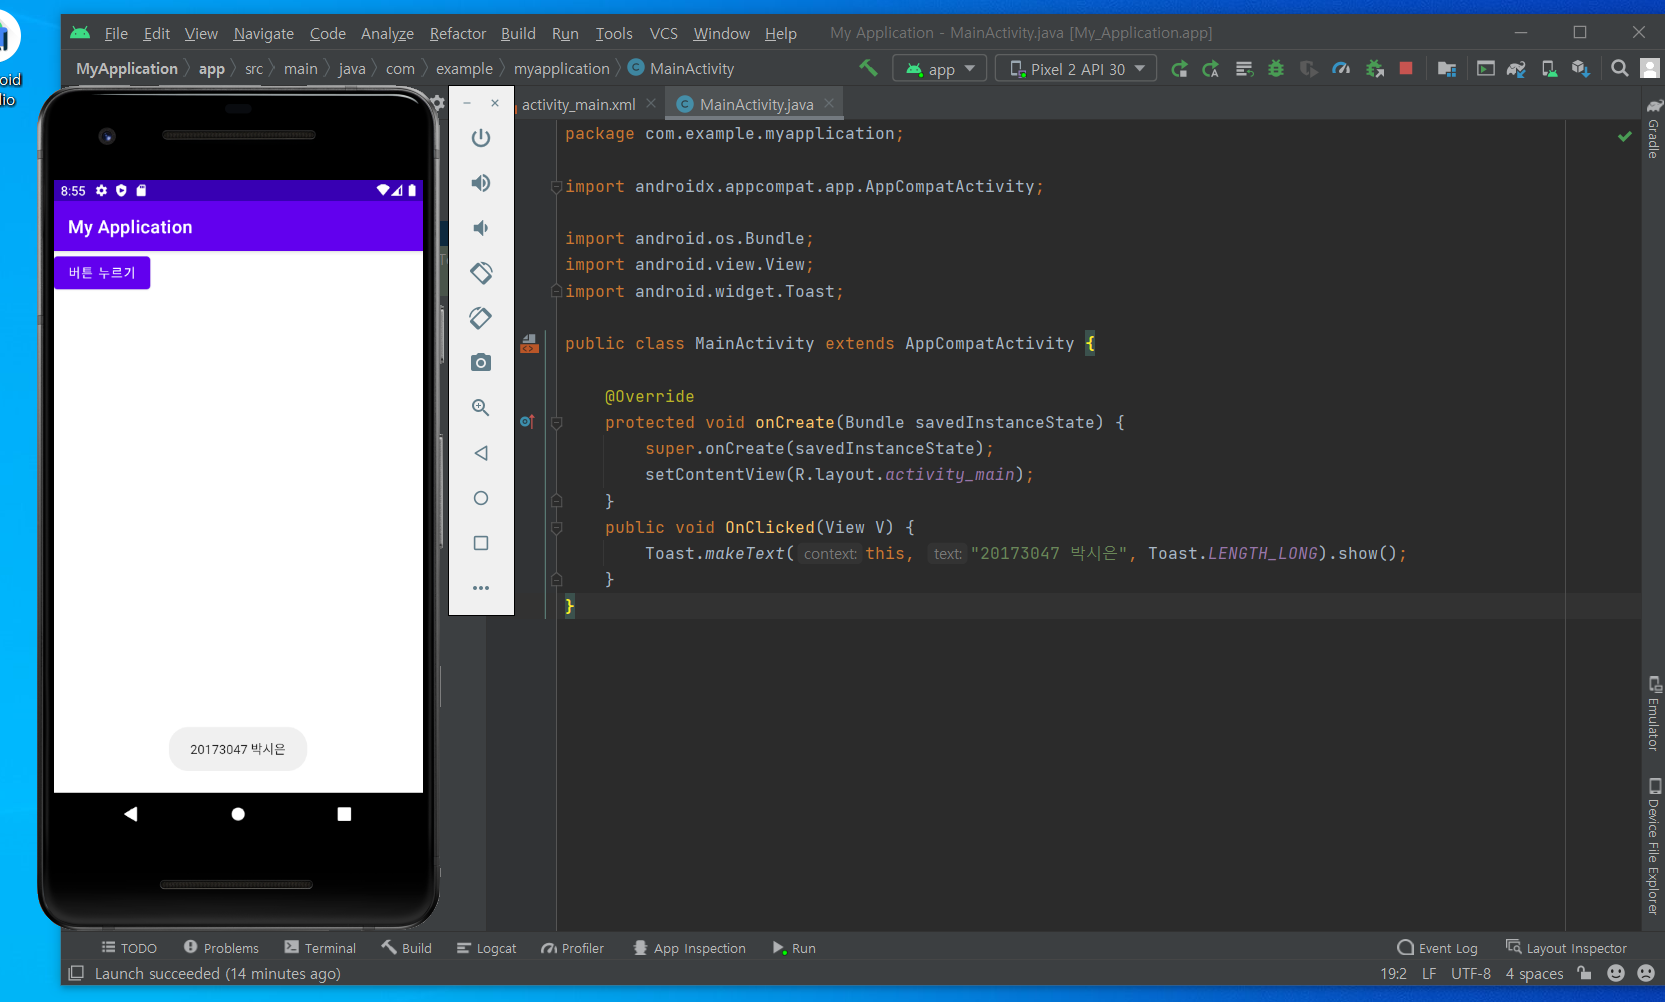 oid
io
File Edit View Navigate Code Analyze Refactor Build Run Tools VCS Window Help My Application - MainActivity.java [My_Application.app]
MyApplication app src main java com example myapplication MainActivity app Pixel 2 API 30
activity_main.xml MainActivity.java
8:55
My Application
버튼 누르기
20173047 박시은
package com.example.myapplication;
import androidx.appcompat.app.AppCompatActivity;
import android.os.Bundle;
import android.view.View;
import android.widget.Toast;
public class MainActivity extends AppCompatActivity {
@Override
protected void onCreate(Bundle savedInstanceState) {
super.onCreate(savedInstanceState);
setContentView(R.layout.activity_main);
}
public void OnClicked(View V) {
Toast.makeText( context: this, text: "20173047 박시은", Toast.LENGTH_LONG).show();
}
}
Gradle
Emulator
Device File Explorer
TODO Problems Terminal Build Logcat Profiler App Inspection Run Event Log Layout Inspector
Launch succeeded (14 minutes ago) 19:2 LF UTF-8 4 spaces